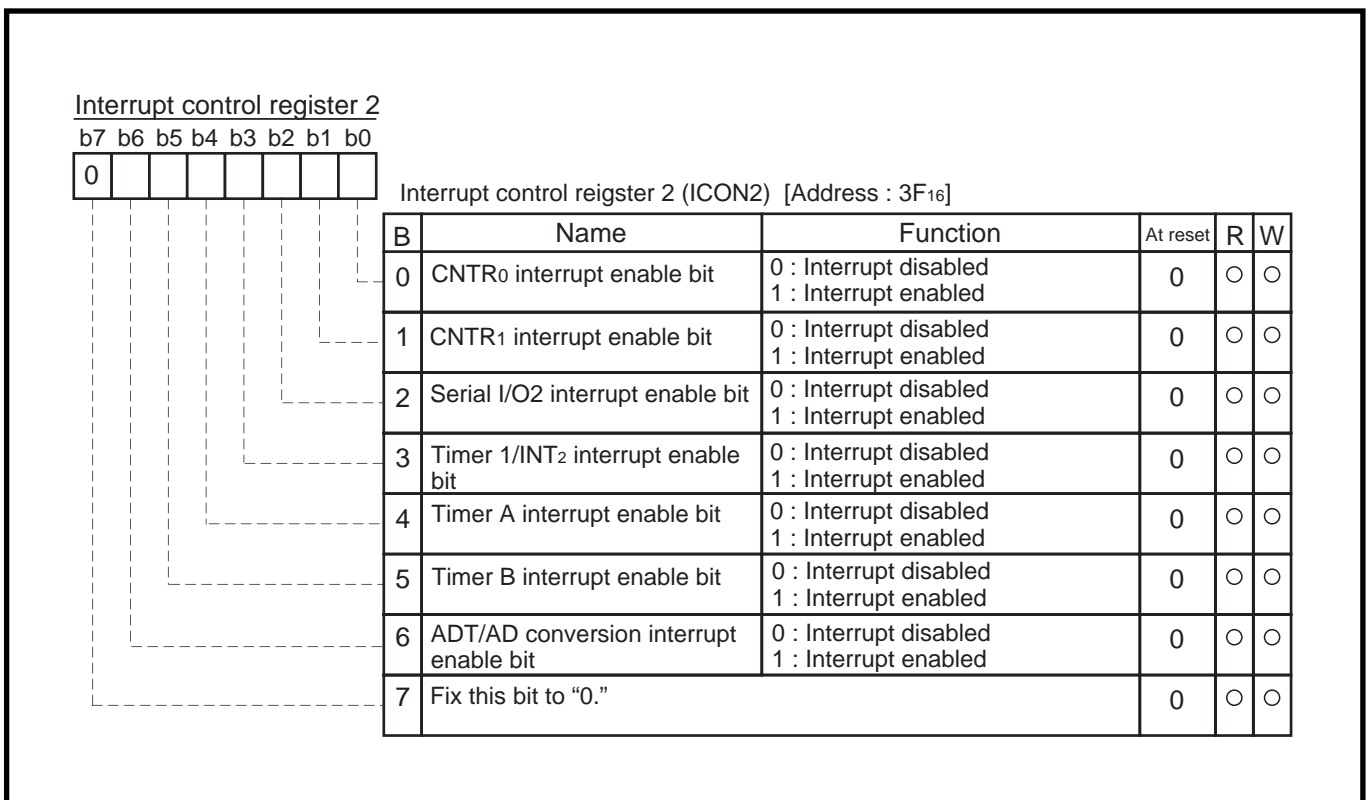 Interrupt control register 2
b7 b6 b5 b4 b3 b2 b1 b0
0
Interrupt control reigster 2 (ICON2) [Address : 3F16]
B Name Function At reset R W
0 CNTR0 interrupt enable bit 0 : Interrupt disabled 0 ○ ○
1 : Interrupt enabled
1 CNTR1 interrupt enable bit 0 : Interrupt disabled 0 ○ ○
1 : Interrupt enabled
2 Serial I/O2 interrupt enable bit 0 : Interrupt disabled 0 ○ ○
1 : Interrupt enabled
3 Timer 1/INT2 interrupt enable 0 : Interrupt disabled 0 ○ ○
bit 1 : Interrupt enabled
4 Timer A interrupt enable bit 0 : Interrupt disabled 0 ○ ○
1 : Interrupt enabled
5 Timer B interrupt enable bit 0 : Interrupt disabled 0 ○ ○
1 : Interrupt enabled
6 ADT/AD conversion interrupt 0 : Interrupt disabled 0 ○ ○
enable bit 1 : Interrupt enabled
7 Fix this bit to “0.” 0 ○ ○